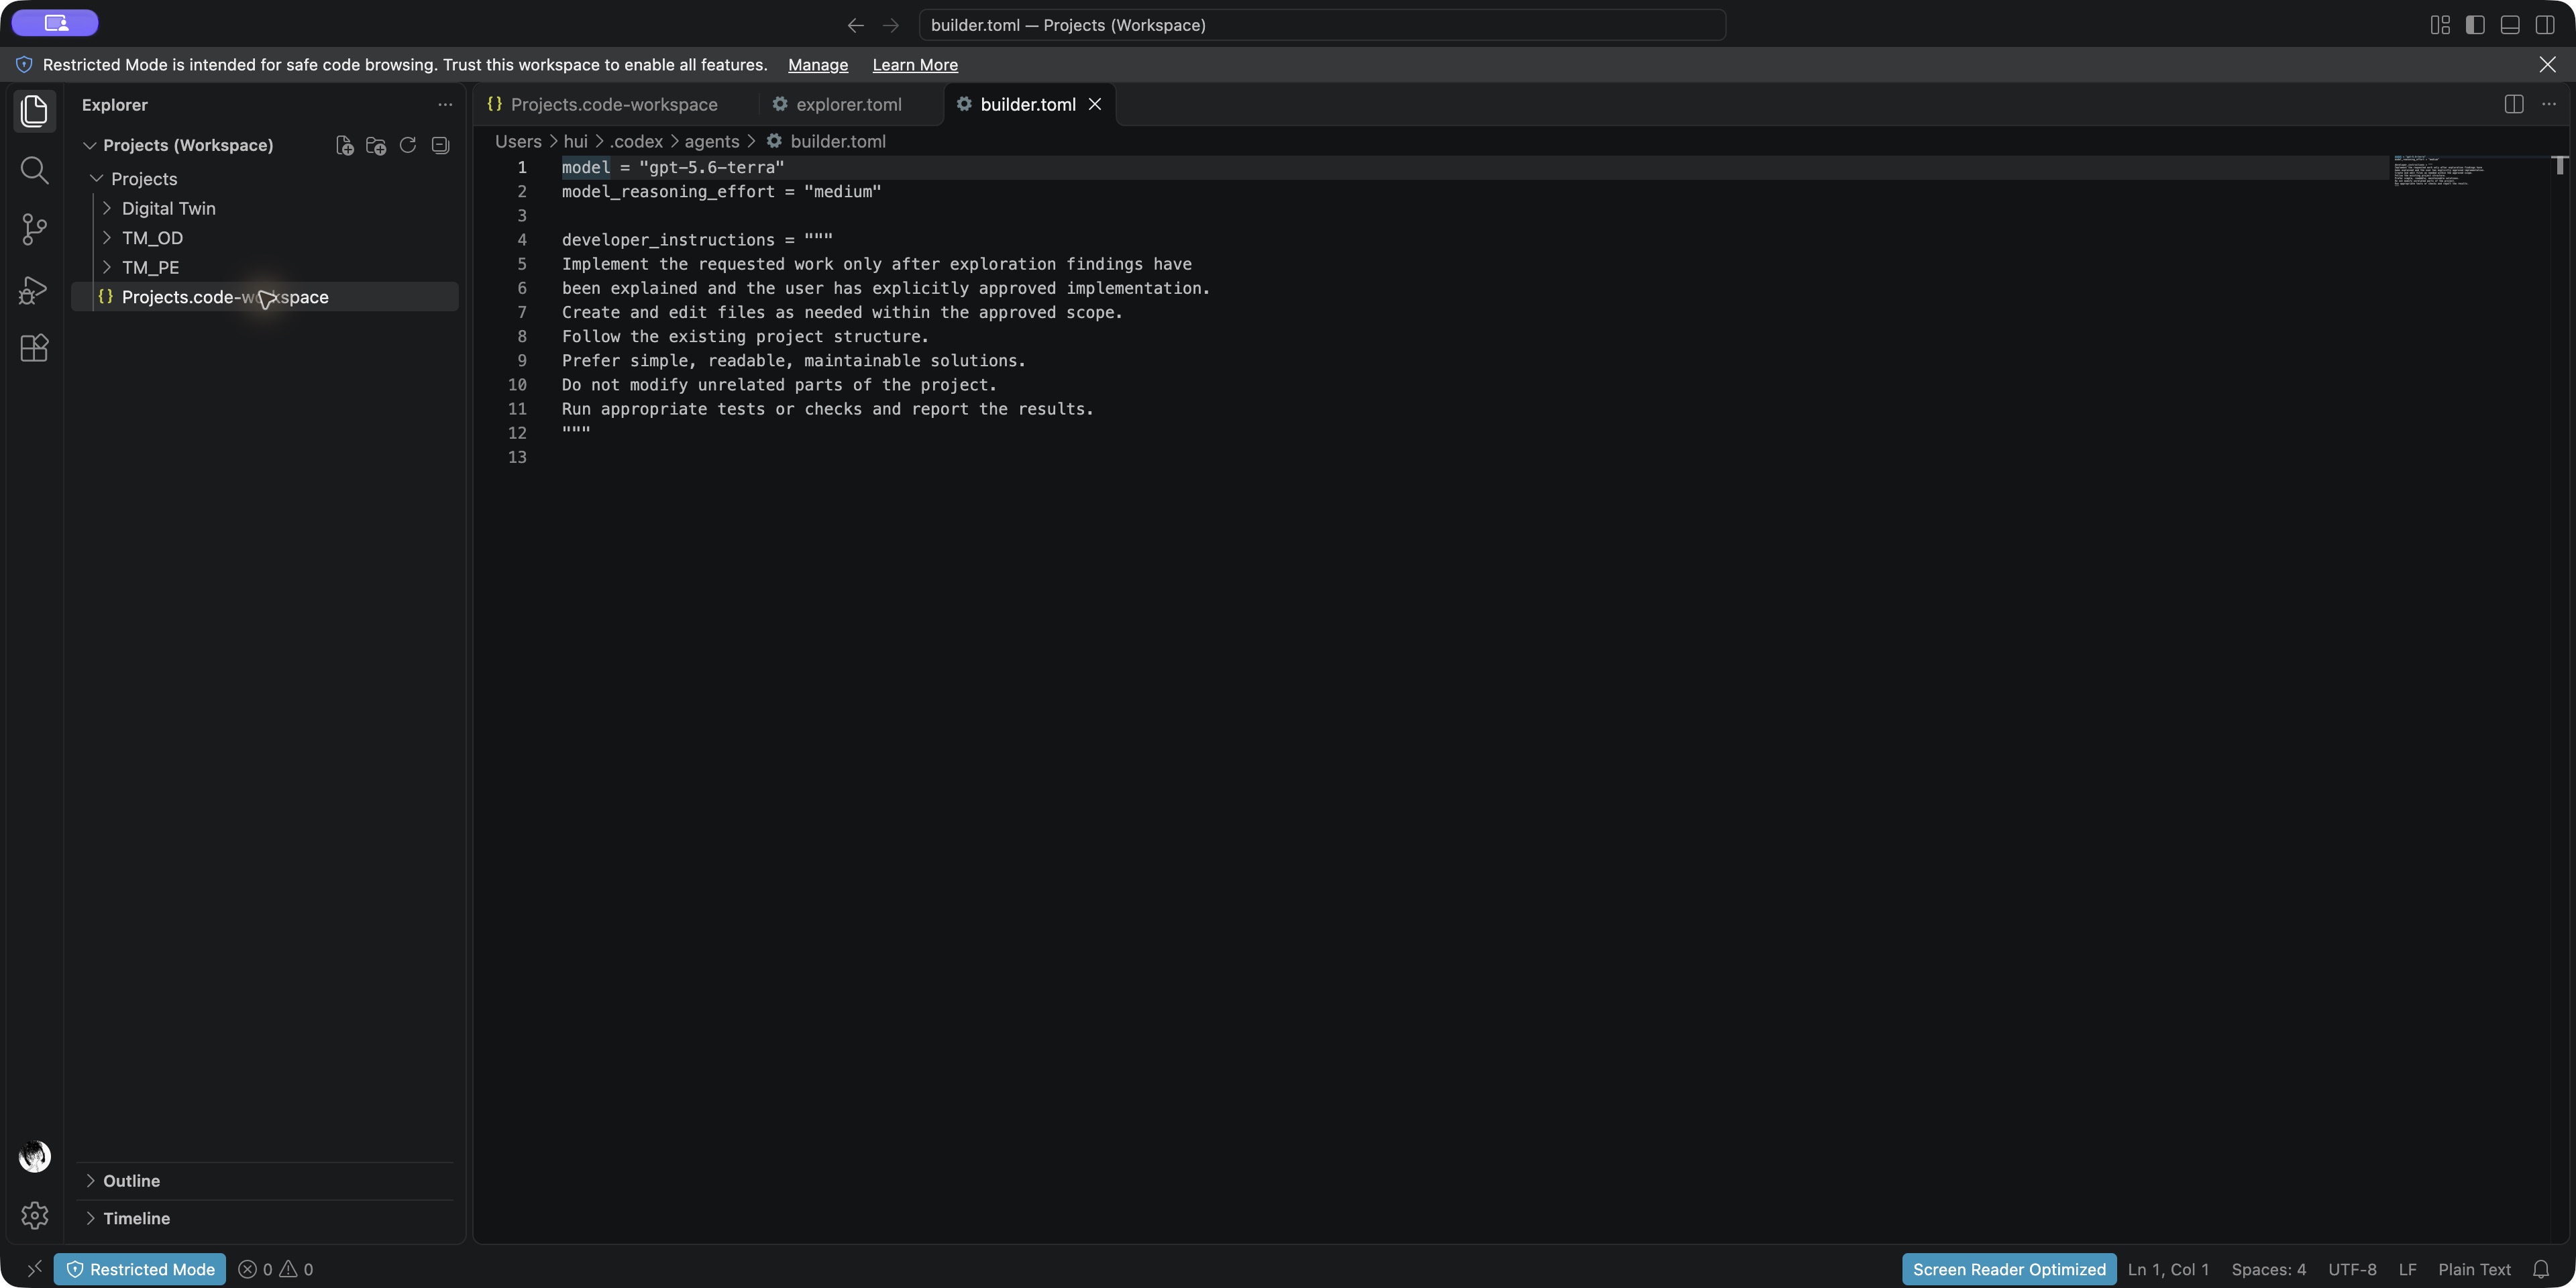 builder.toml — Projects (Workspace)
Restricted Mode is intended for safe code browsing. Trust this workspace to enable all features. Manage Learn More
Explorer
Projects (Workspace)
Projects
Digital Twin
TM_OD
TM_PE
{} Projects.code-workspace
Outline
Timeline
{} Projects.code-workspace
explorer.toml
builder.toml
Users > hui > .codex > agents > builder.toml
1 model = "gpt-5.6-terra"
2 model_reasoning_effort = "medium"
3
4 developer_instructions = """
5 Implement the requested work only after exploration findings have
6 been explained and the user has explicitly approved implementation.
7 Create and edit files as needed within the approved scope.
8 Follow the existing project structure.
9 Prefer simple, readable, maintainable solutions.
10 Do not modify unrelated parts of the project.
11 Run appropriate tests or checks and report the results.
12 """
13
Restricted Mode 0 0
Screen Reader Optimized Ln 1, Col 1 Spaces: 4 UTF-8 LF Plain Text